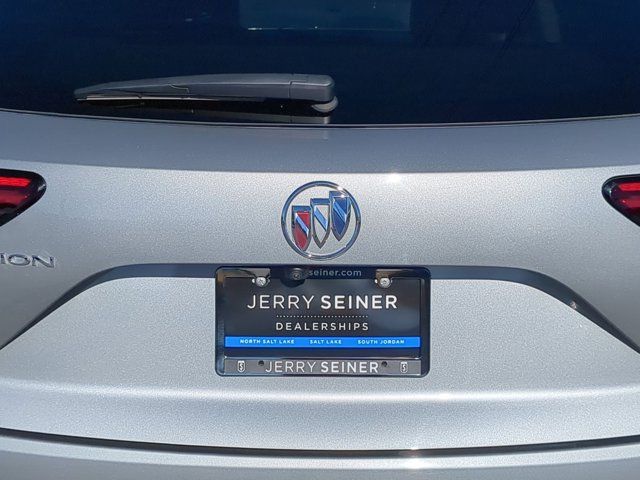 seiner.com
JERRY SEINER
DEALERSHIPS
NORTH SALT LAKE SALT LAKE SOUTH JORDAN
JERRY SEINER